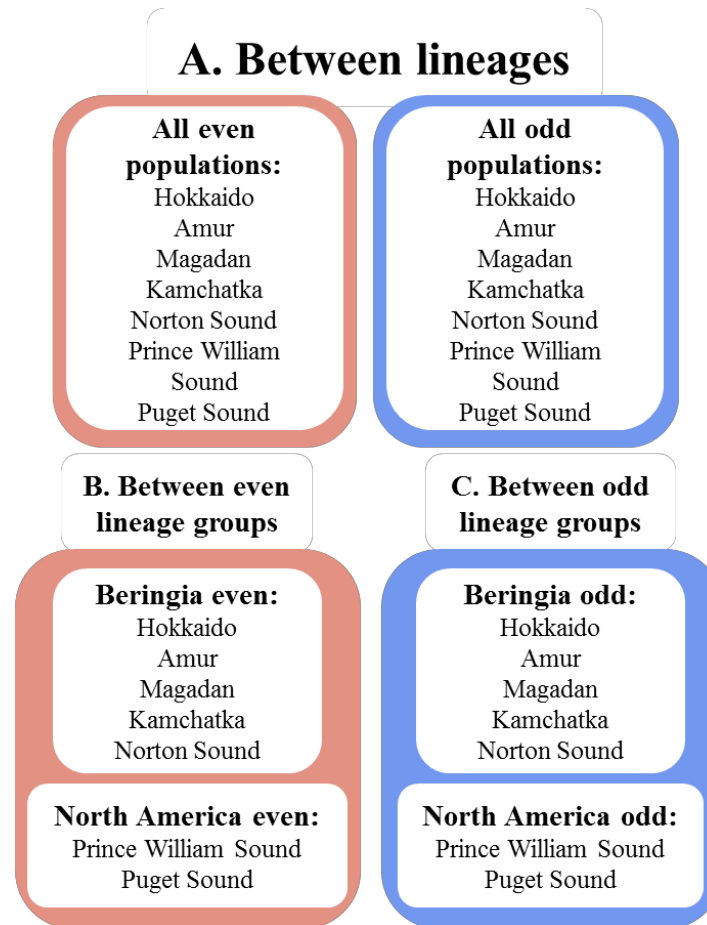 A. Between lineages
All even
populations:
Hokkaido
Amur
Magadan
Kamchatka
Norton Sound
Prince William
Sound
Puget Sound
All odd
populations:
Hokkaido
Amur
Magadan
Kamchatka
Norton Sound
Prince William
Sound
Puget Sound
B. Between even
lineage groups
Beringia even:
Hokkaido
Amur
Magadan
Kamchatka
Norton Sound
North America even:
Prince William Sound
Puget Sound
C. Between odd
lineage groups
Beringia odd:
Hokkaido
Amur
Magadan
Kamchatka
Norton Sound
North America odd:
Prince William Sound
Puget Sound